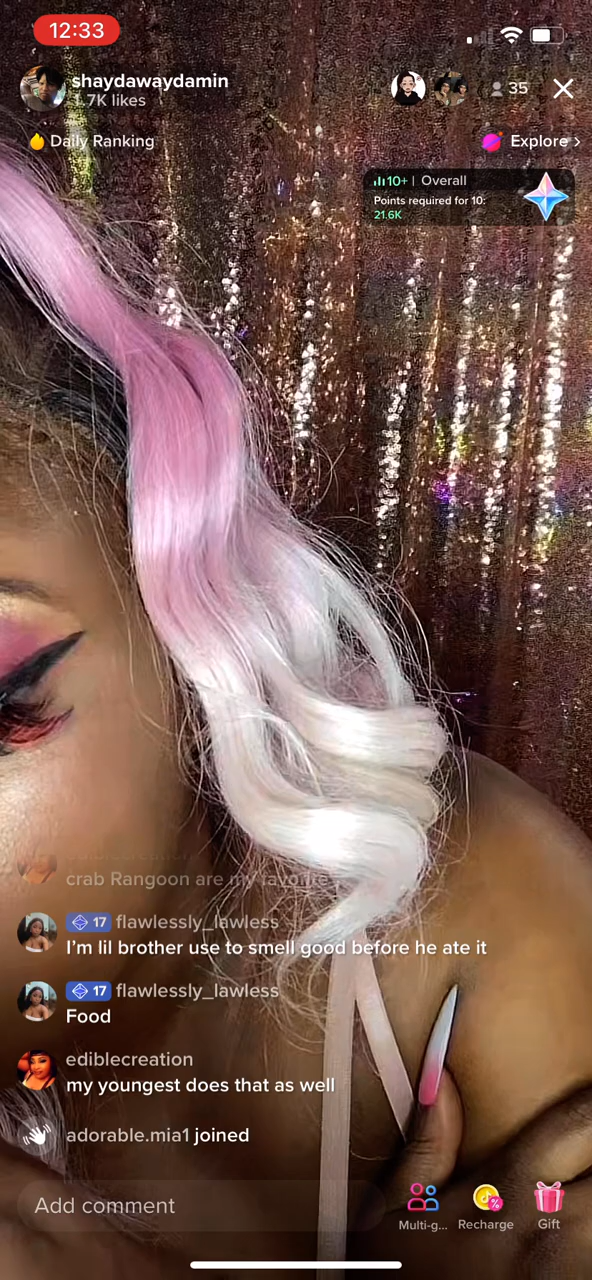 12:33
shaydawaydamin
1.7K likes
35
Daily Ranking
Explore >
10+ | Overall
Points required for 10:
21.6K
ediblecreation
crab Rangoon are my favorite
17 flawlessly_lawless
I'm lil brother use to smell good before he ate it
17 flawlessly_lawless
Food
ediblecreation
my youngest does that as well
adorable.mia1 joined
Add comment
Multi-g...
Recharge
Gift